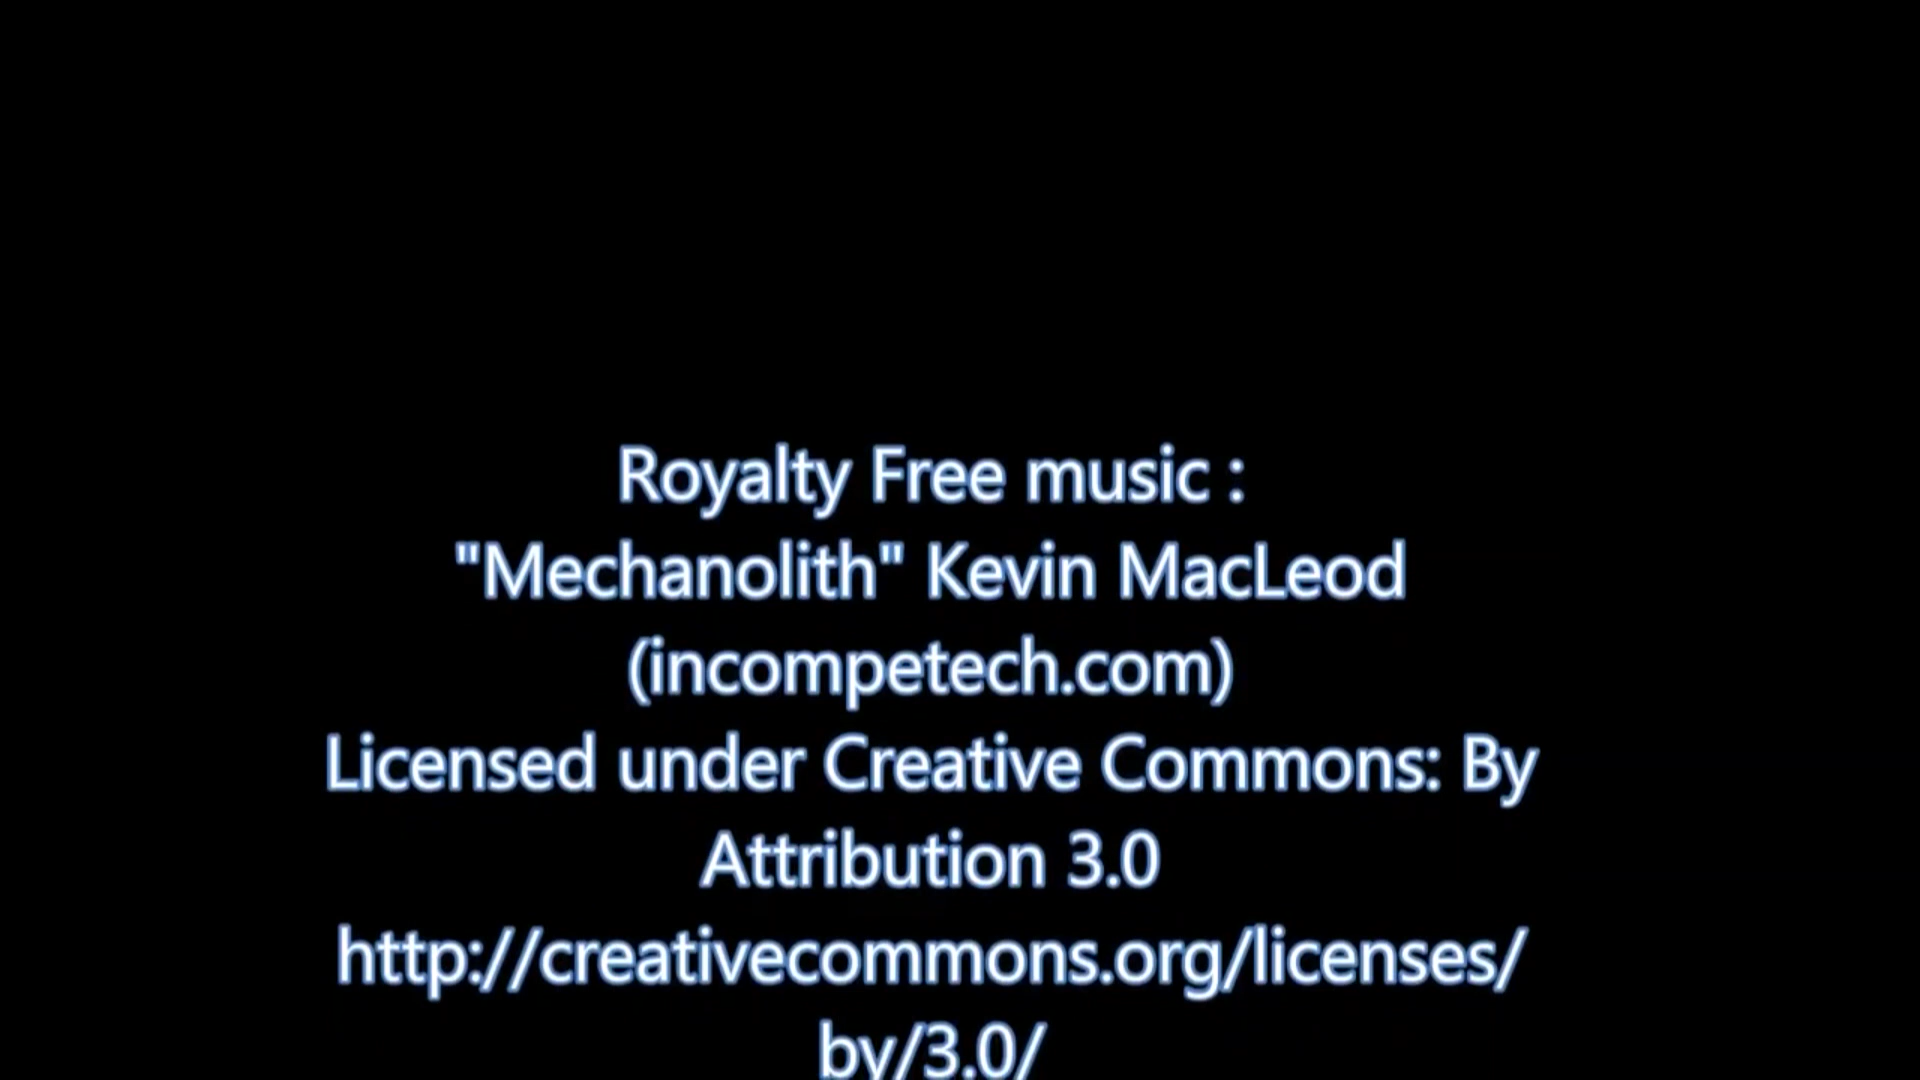 Royalty Free music :
"Mechanolith" Kevin MacLeod
(incompetech.com)
Licensed under Creative Commons: By
Attribution 3.0
http://creativecommons.org/licenses/
by/3.0/